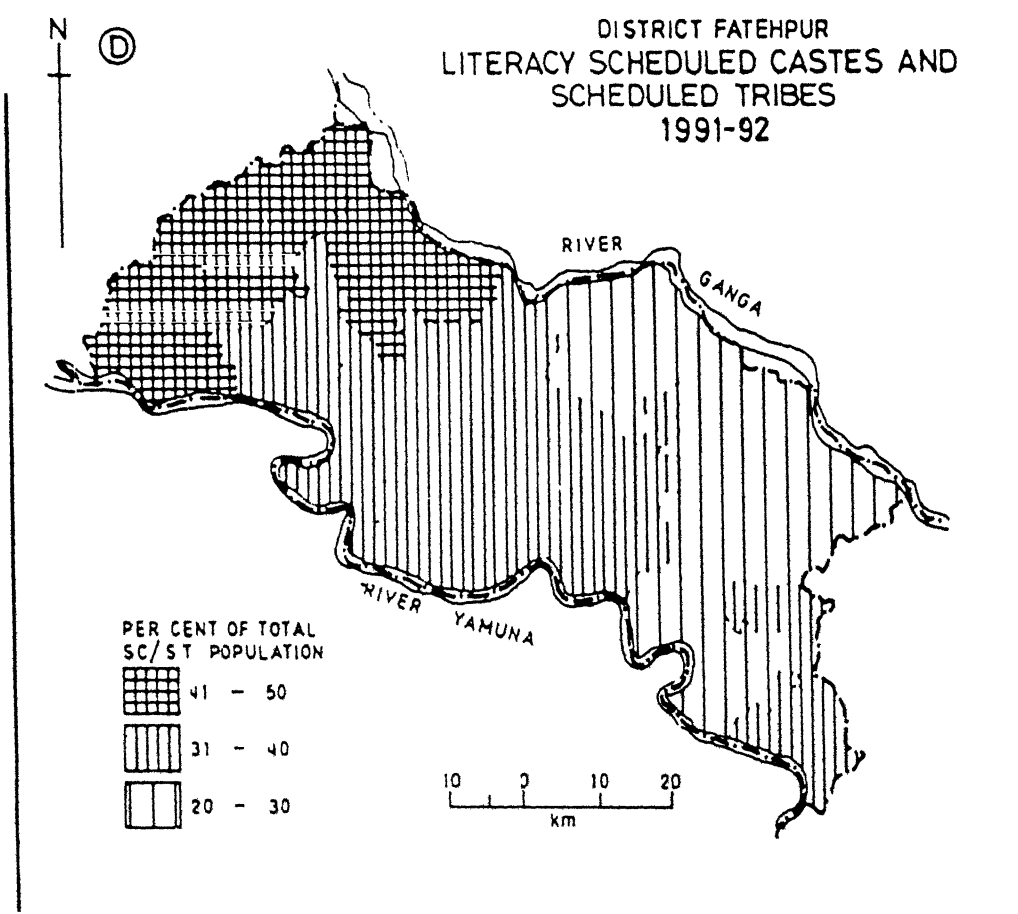 N
D
DISTRICT FATEHPUR
LITERACY SCHEDULED CASTES AND
SCHEDULED TRIBES
1991-92
RIVER
GANGA
RIVER
YAMUNA
PER CENT OF TOTAL
SC/ST POPULATION
41 - 50
31 - 40
20 - 30
10 0 10 20
km